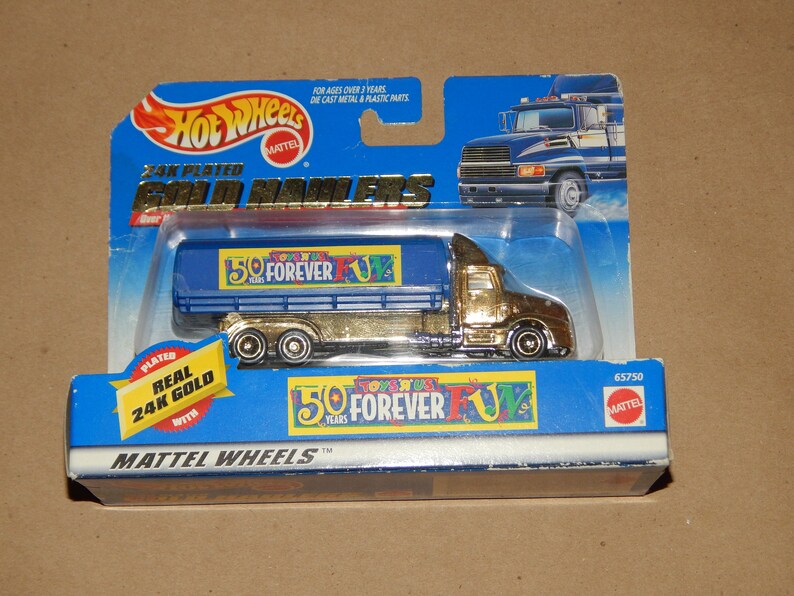 FOR AGES OVER 3 YEARS.
DIE CAST METAL & PLASTIC PARTS.
HOT WHEELS
MATTEL
24K PLATED
GOLD HAULERS
Over
TOYS "R" US
50 YEARS FOREVER FUN
PLATED
REAL
24K GOLD
WITH
TOYS "R" US
50 YEARS FOREVER FUN
65750
MATTEL
MATTEL WHEELS™